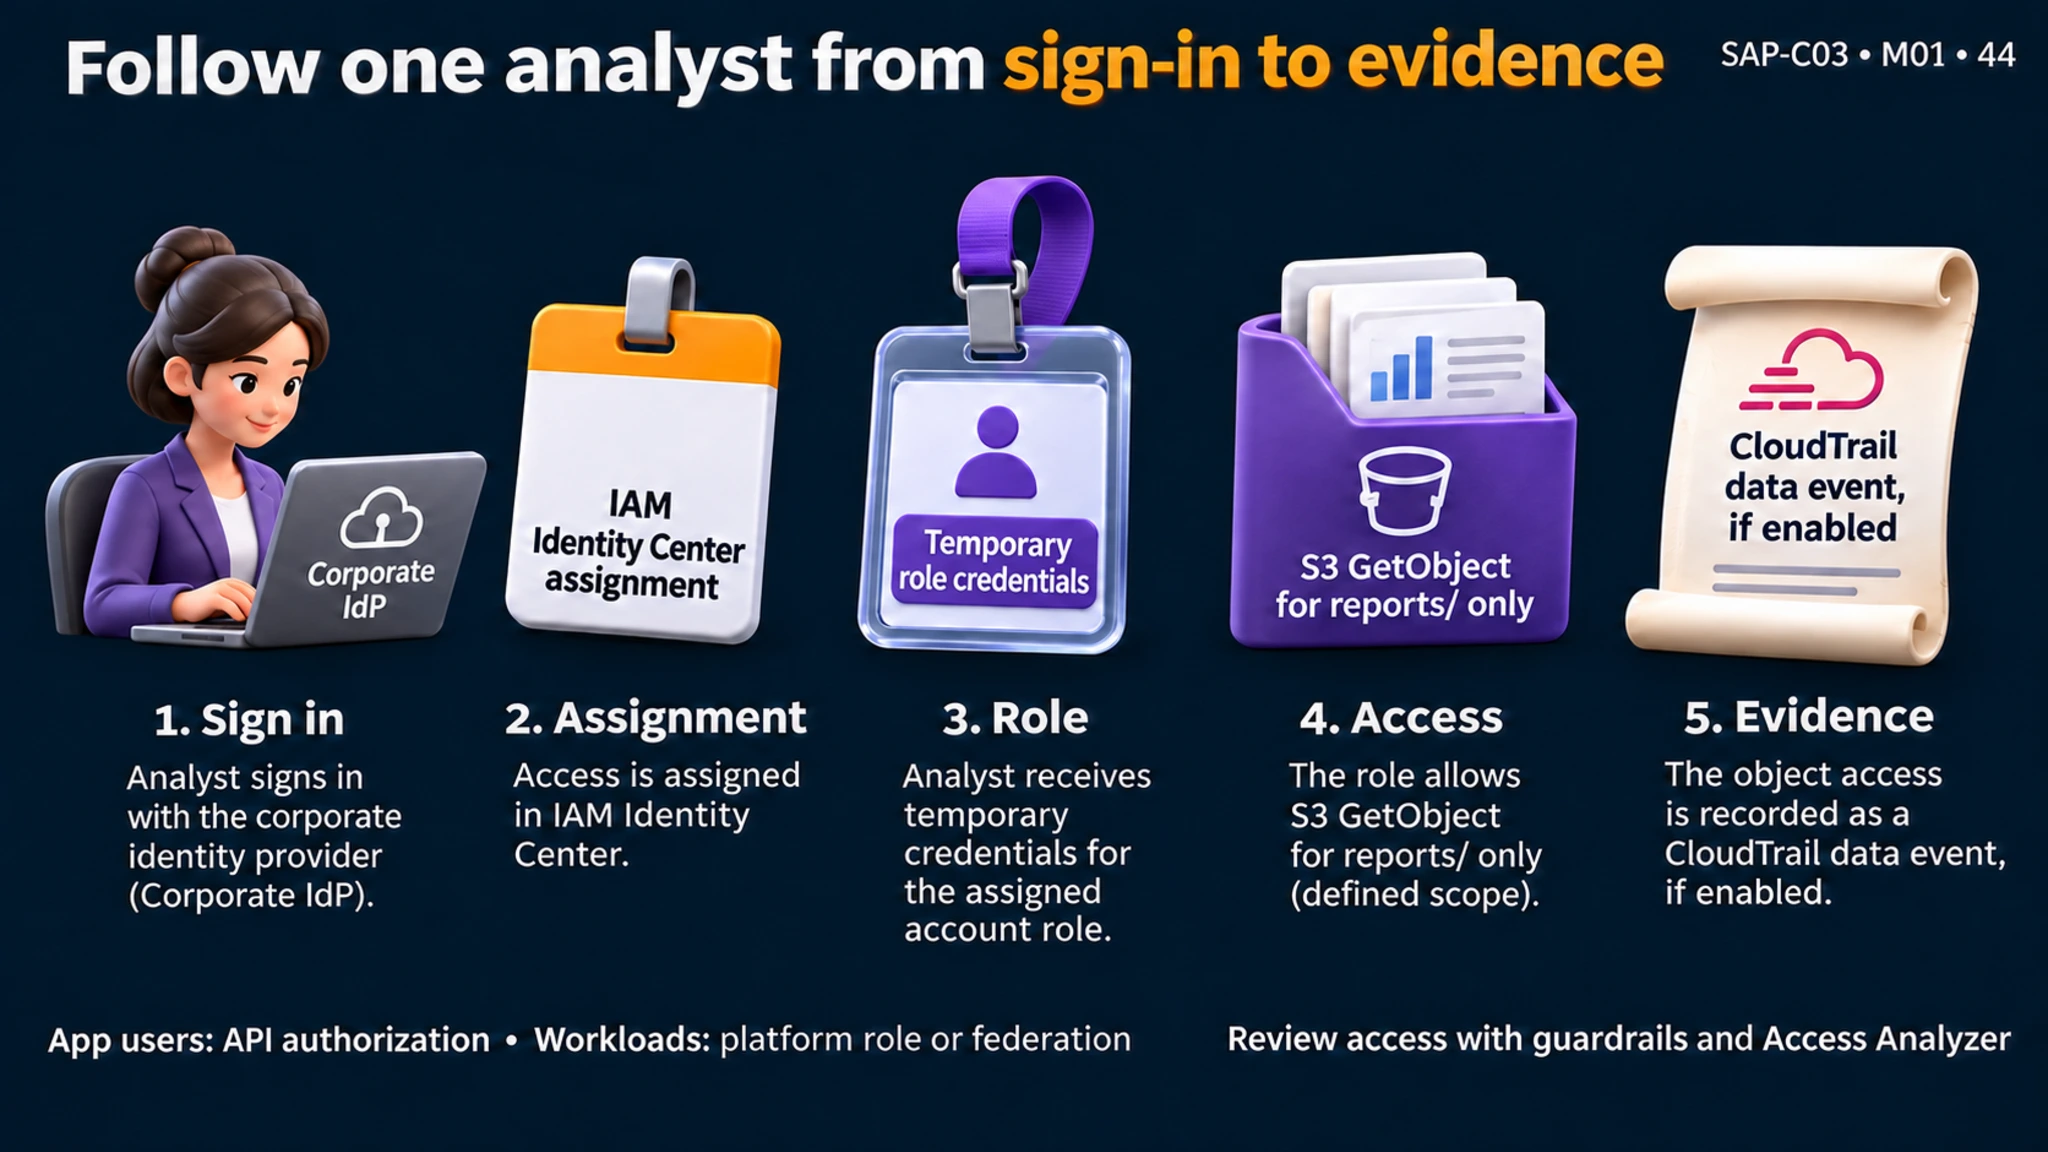 Follow one analyst from sign-in to evidence
SAP-C03 • M01 • 44
Corporate
IdP
IAM
Identity Center
assignment
Temporary
role credentials
S3 GetObject
for reports/ only
CloudTrail
data event,
if enabled
1. Sign in
Analyst signs in
with the corporate
identity provider
(Corporate IdP).
2. Assignment
Access is assigned
in IAM Identity
Center.
3. Role
Analyst receives
temporary
credentials for
the assigned
account role.
4. Access
The role allows
S3 GetObject
for reports/ only
(defined scope).
5. Evidence
The object access
is recorded as a
CloudTrail data event,
if enabled.
App users: API authorization • Workloads: platform role or federation
Review access with guardrails and Access Analyzer